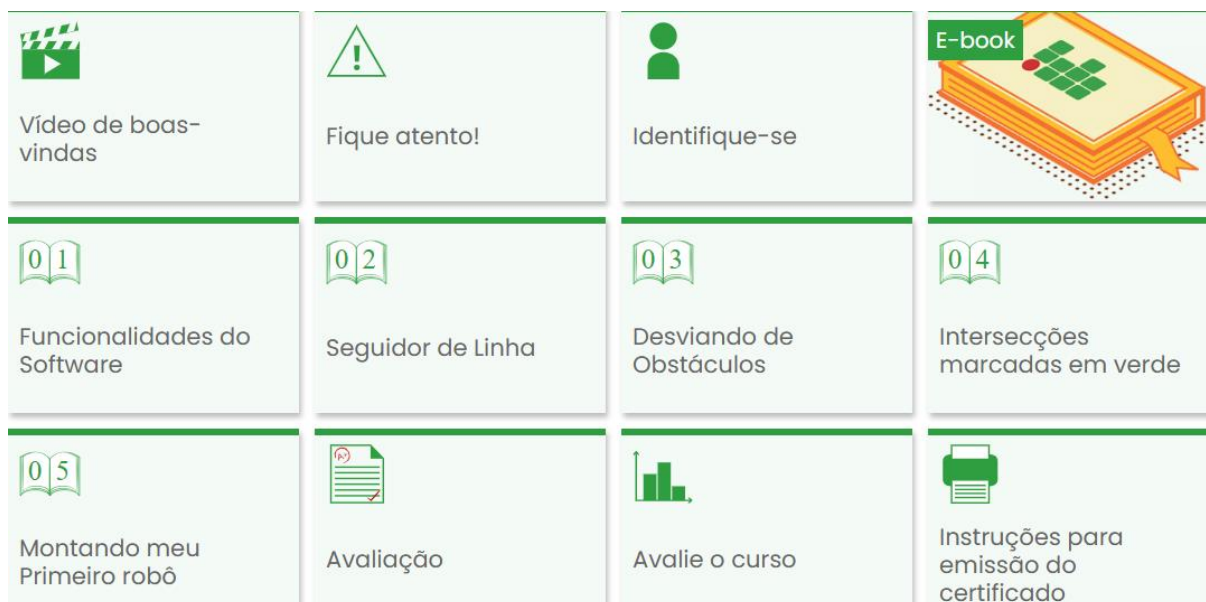 Vídeo de boas-
vindas
Fique atento!
Identifique-se
E-book
01
Funcionalidades do
Software
02
Seguidor de Linha
03
Desviando de
Obstáculos
04
Intersecções
marcadas em verde
05
Montando meu
Primeiro robô
A+
Avaliação
Avalie o curso
Instruções para
emissão do
certificado